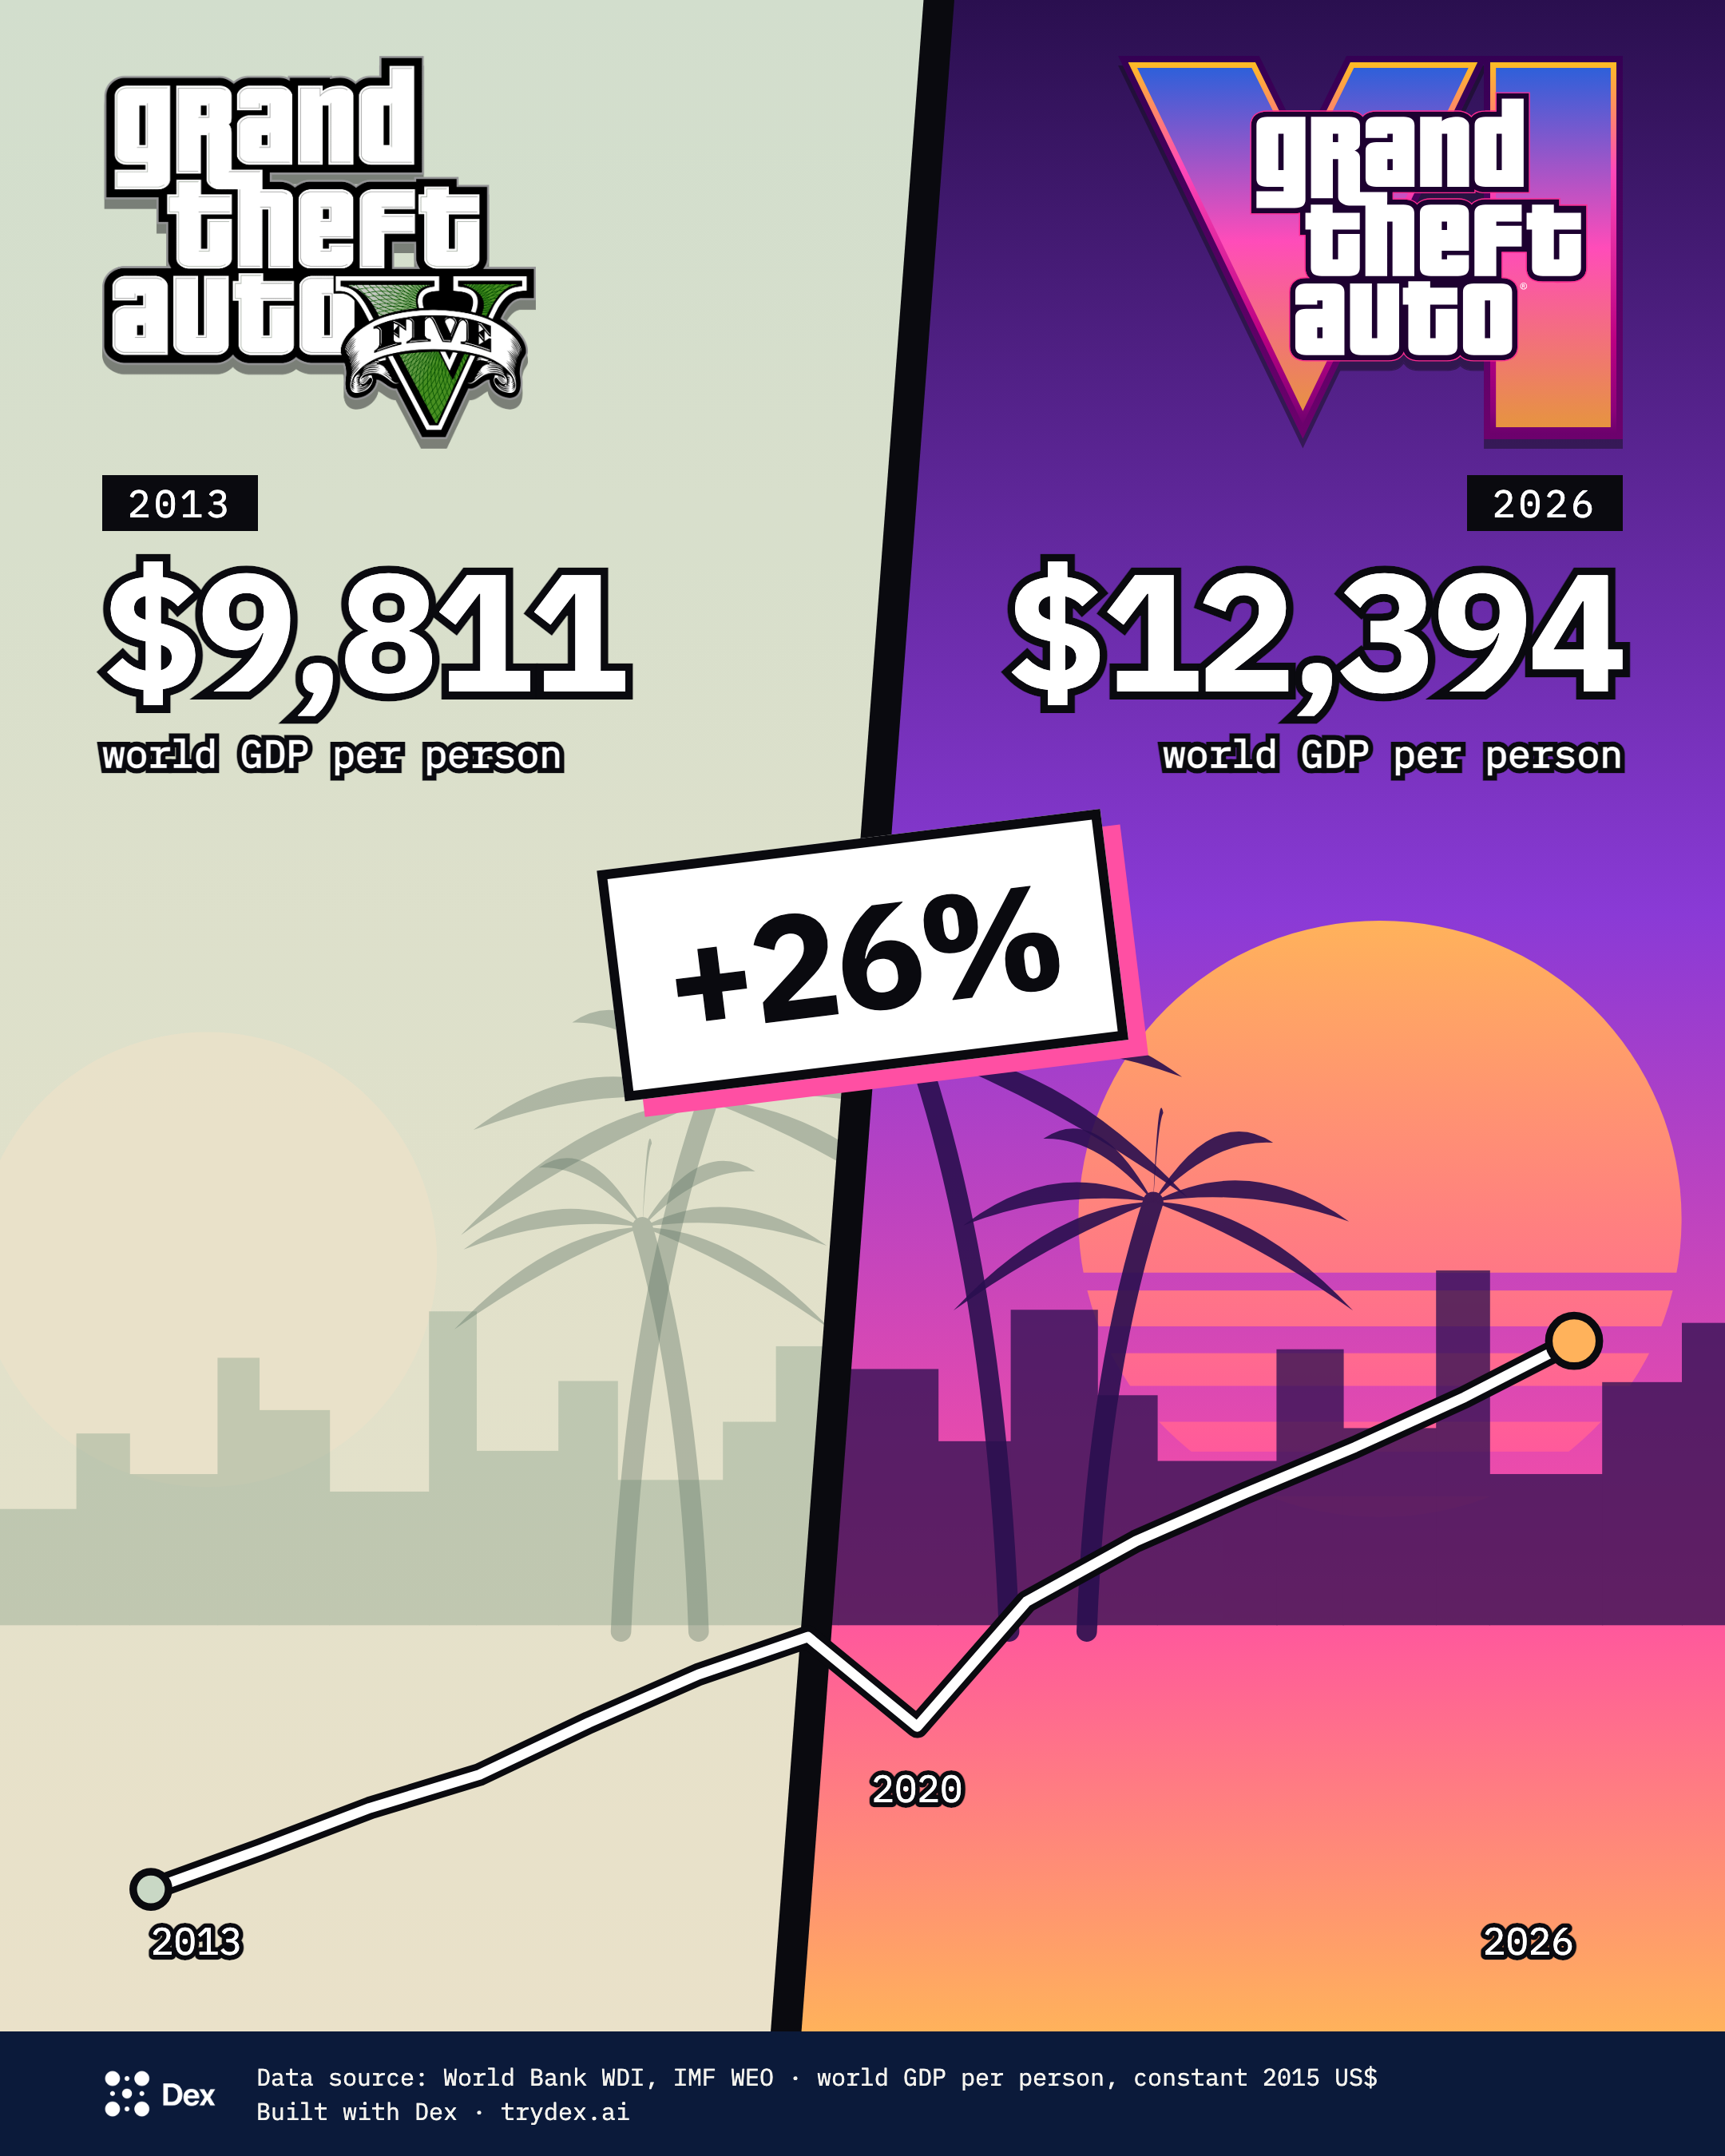 grand
theft
auto
FIVE
2013
$9,811
world GDP per person
VI
grand
theft
auto®
2026
$12,394
world GDP per person
+26%
2020
2013
2026
Dex
Data source: World Bank WDI, IMF WEO · world GDP per person, constant 2015 US$
Built with Dex · trydex.ai